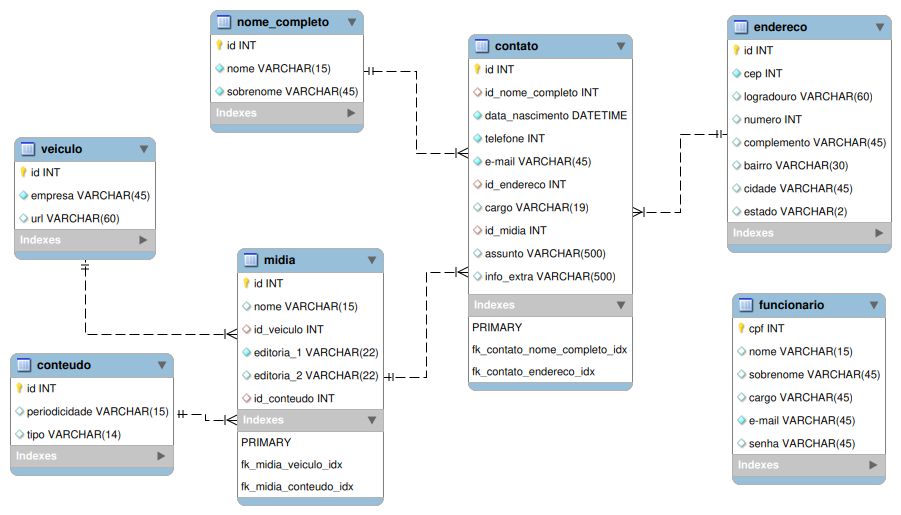 nome_completo
id INT
nome VARCHAR(15)
sobrenome VARCHAR(45)
Indexes
contato
id INT
id_nome_completo INT
data_nascimento DATETIME
telefone INT
e-mail VARCHAR(45)
id_endereco INT
cargo VARCHAR(19)
id_midia INT
assunto VARCHAR(500)
info_extra VARCHAR(500)
Indexes
PRIMARY
fk_contato_nome_completo_idx
fk_contato_endereco_idx
endereco
id INT
cep INT
logradouro VARCHAR(60)
numero INT
complemento VARCHAR(45)
bairro VARCHAR(30)
cidade VARCHAR(45)
estado VARCHAR(2)
Indexes
veiculo
id INT
empresa VARCHAR(45)
url VARCHAR(60)
Indexes
midia
id INT
nome VARCHAR(15)
id_veiculo INT
editoria_1 VARCHAR(22)
editoria_2 VARCHAR(22)
id_conteudo INT
Indexes
PRIMARY
fk_midia_veiculo_idx
fk_midia_conteudo_idx
conteudo
id INT
periodicidade VARCHAR(15)
tipo VARCHAR(14)
Indexes
funcionario
cpf INT
nome VARCHAR(15)
sobrenome VARCHAR(45)
cargo VARCHAR(45)
e-mail VARCHAR(45)
senha VARCHAR(45)
Indexes